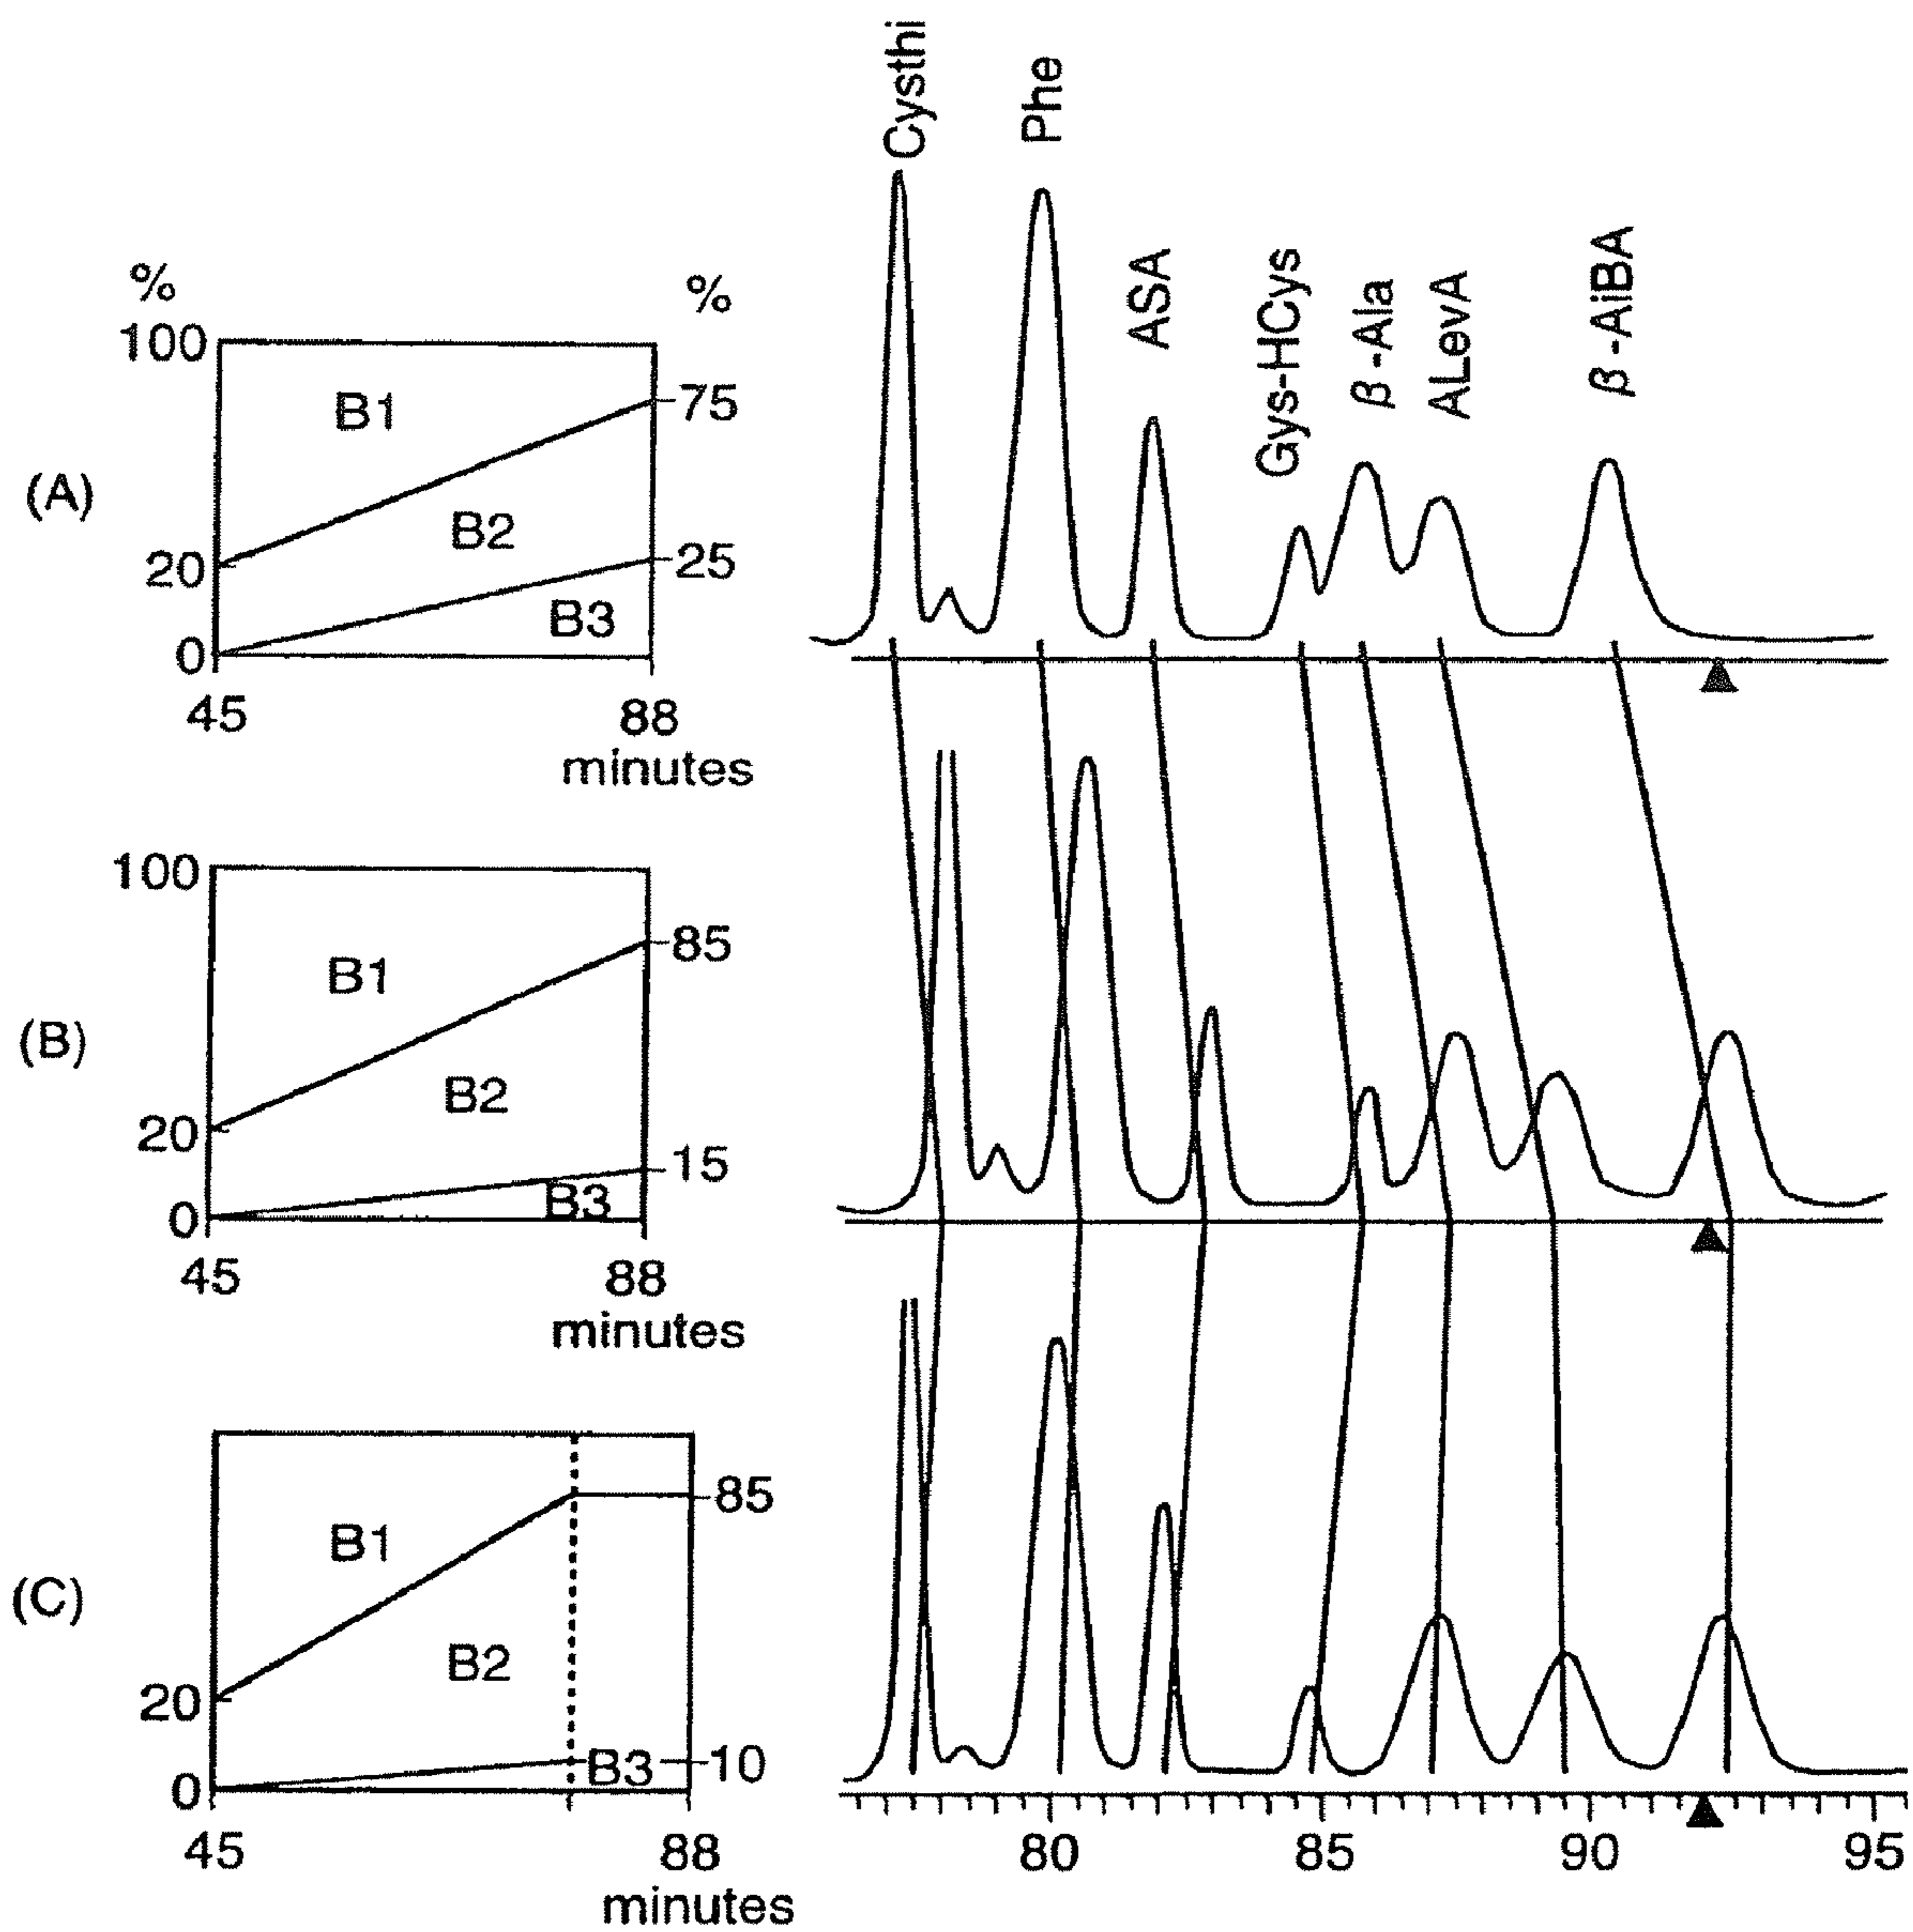 Cysthi
Phe
ASA
Gys-HCys
β-Ala
ALevA
β-AiBA
(A)
%
%
100
B1
75
B2
20
25
B3
0
45
88
minutes
(B)
100
B1
85
B2
20
15
B3
0
45
88
minutes
(C)
B1
85
B2
20
B3
10
0
45
88
minutes
80
85
90
95